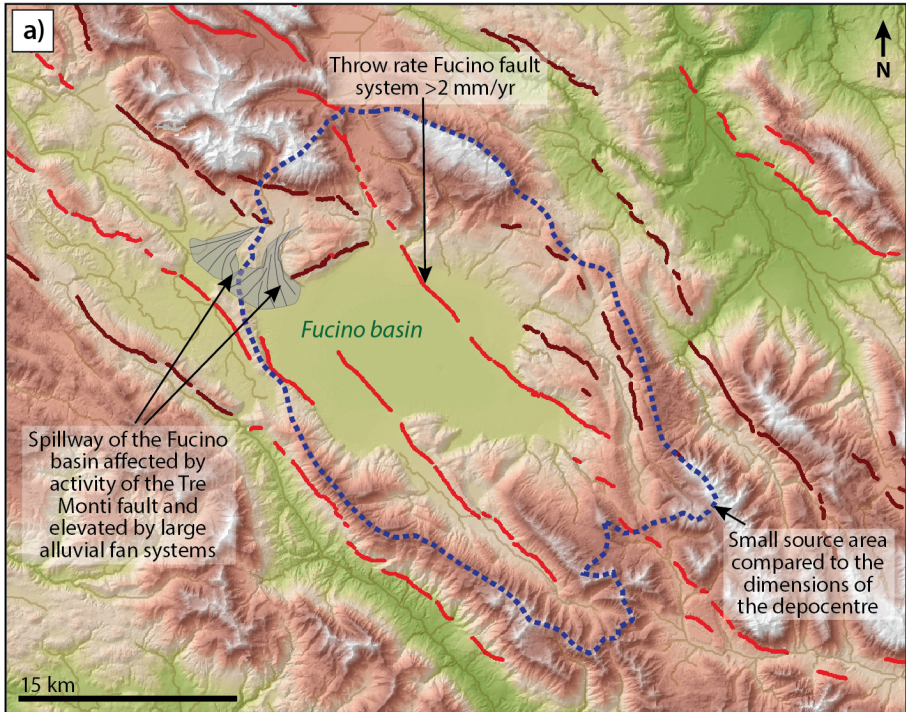 a)
N
Throw rate Fucino fault
system >2 mm/yr
Fucino basin
Spillway of the Fucino
basin affected by
activity of the Tre
Monti fault and
elevated by large
alluvial fan systems
Small source area
compared to the
dimensions of
the depocentre
15 km